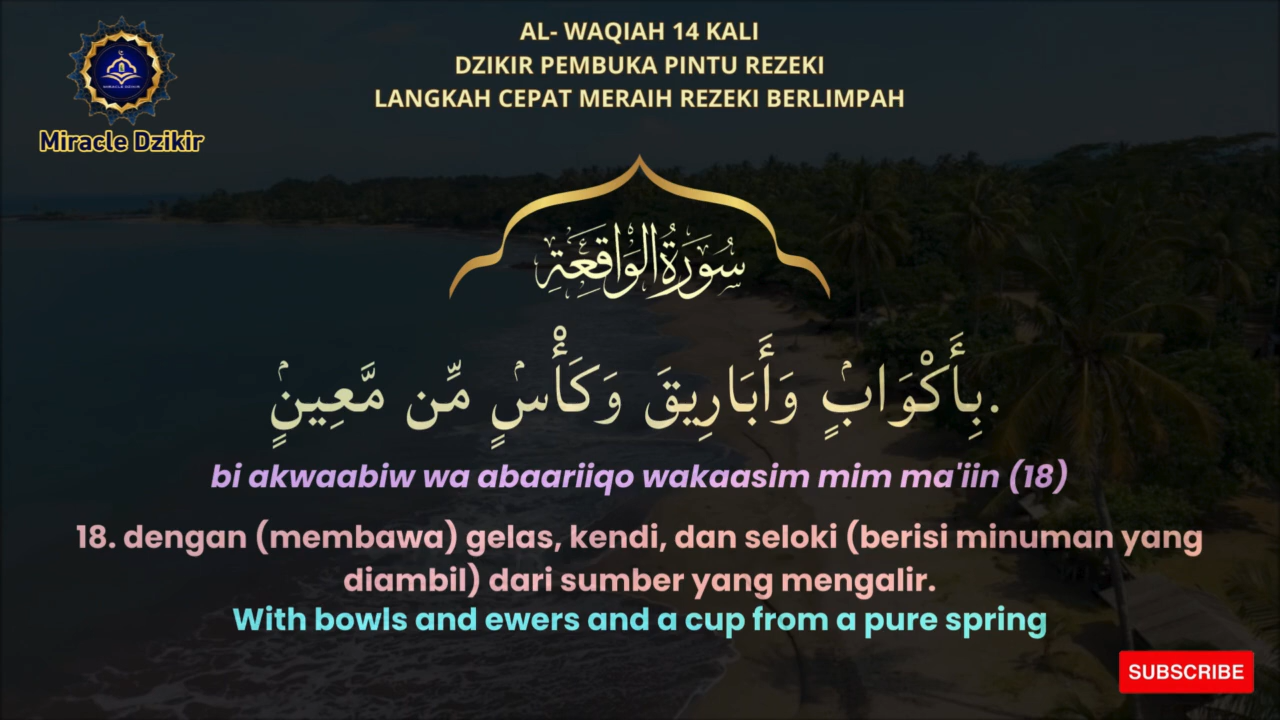 AL- WAQIAH 14 KALI
DZIKIR PEMBUKA PINTU REZEKI
LANGKAH CEPAT MERAIH REZEKI BERLIMPAH
Miracle Dzikir
سُورَةُ الْوَاقِعَةِ
.بِأَكْوَابٍۢ وَأَبَارِيقَ وَكَأْسٍۢ مِّن مَّعِينٍۢ
bi akwaabiw wa abaariiqo wakaasim mim ma'iin (18)
18. dengan (membawa) gelas, kendi, dan seloki (berisi minuman yang
diambil) dari sumber yang mengalir.
With bowls and ewers and a cup from a pure spring
SUBSCRIBE